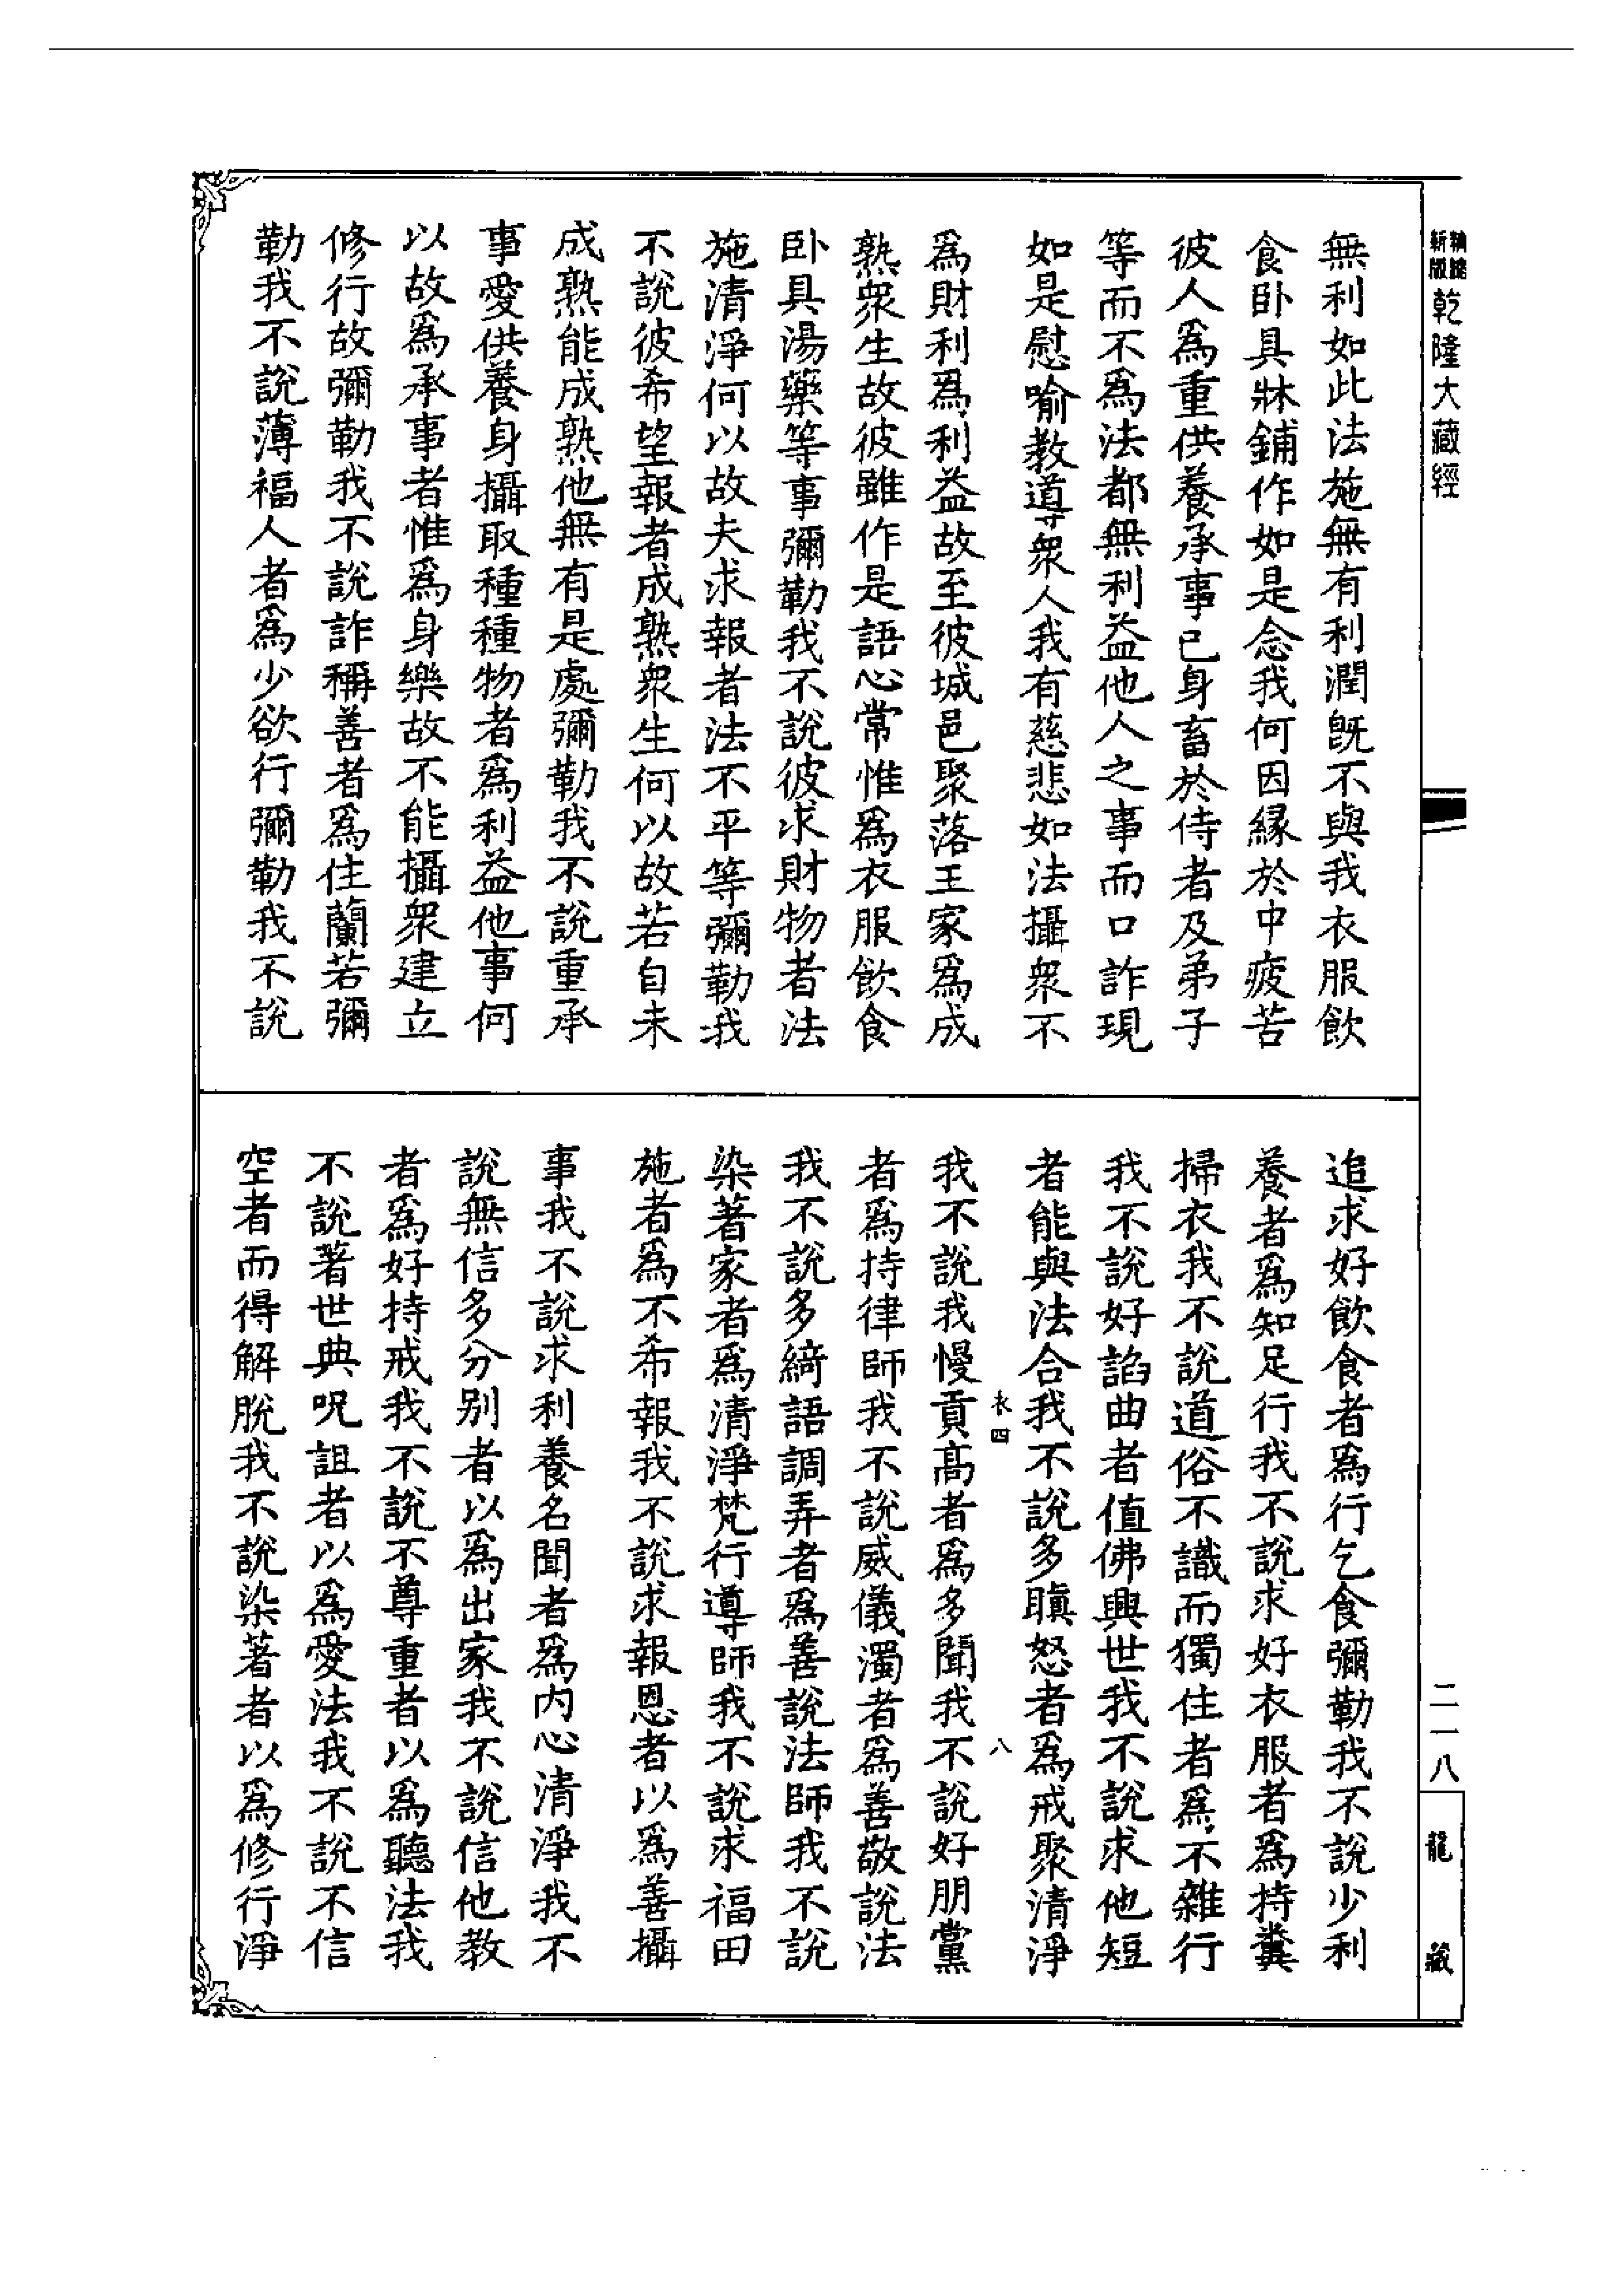 新版
精縮
乾隆大藏經
無利如此法施無有利潤既不與我衣服飲
食卧具牀鋪作如是念我何因緣於中疲苦
彼人爲重供養承事已身畜於侍者及弟子
等而不爲法都無利益他人之事而口詐現
如是慰喻教導衆人我有慈悲如法攝衆不
爲財利爲利益故至彼城邑聚落王家爲成
熟衆生故彼雖作是語心常惟爲衣服飲食
卧具湯藥等事彌勒我不說彼求財物者法
施清淨何以故夫求報者法不平等彌勒我
不說彼希望報者成熟衆生何以故若自未
成熟能成熟他無有是處彌勒我不說重承
事愛供養身攝取種種物者爲利益他事何
以故爲承事者惟爲身樂故不能攝衆建立
修行故彌勒我不說詐稱善者爲住蘭若彌
勒我不說薄福人者爲少欲行彌勒我不說
追求好飲食者爲行乞食彌勒我不說少利
養者爲知足行我不說求好衣服者爲持糞
掃衣我不說道俗不識而獨住者爲不雜行
我不說好諂曲者值佛興世我不說求他短
者能與法合我不說多瞋怒者爲戒聚清淨
衣四
八
我不說我慢貢高者爲多聞我不說好朋黨
者爲持律師我不說威儀濁者爲善敬說法
我不說多綺語調弄者爲善說法師我不說
染著家者爲清淨梵行導師我不說求福田
施者爲不希報我不說求報恩者以爲善攝
事我不說求利養名聞者爲内心清淨我不
說無信多分别者以爲出家我不說信他教
者爲好持戒我不說不尊重者以爲聽法我
不說著世典呪詛者以爲愛法我不說不信
空者而得解脫我不說染著者以爲修行淨
二一八
龍
藏